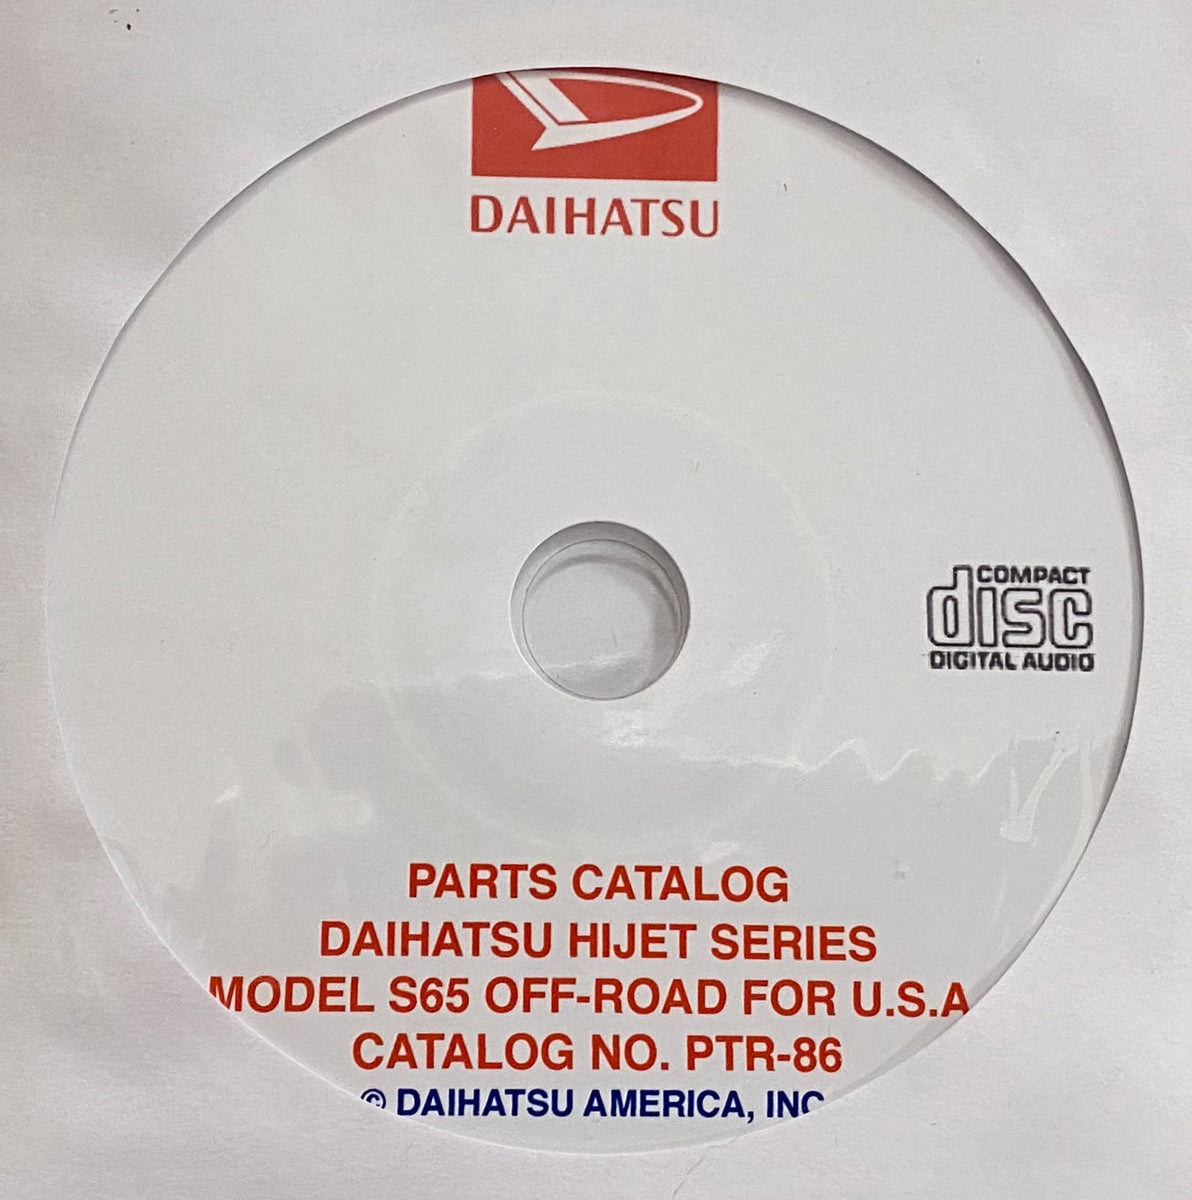 DAIHATSU
COMPACT
disc
DIGITAL AUDIO
PARTS CATALOG
DAIHATSU HIJET SERIES
MODEL S65 OFF-ROAD FOR U.S.A
CATALOG NO. PTR-86
© DAIHATSU AMERICA, INC